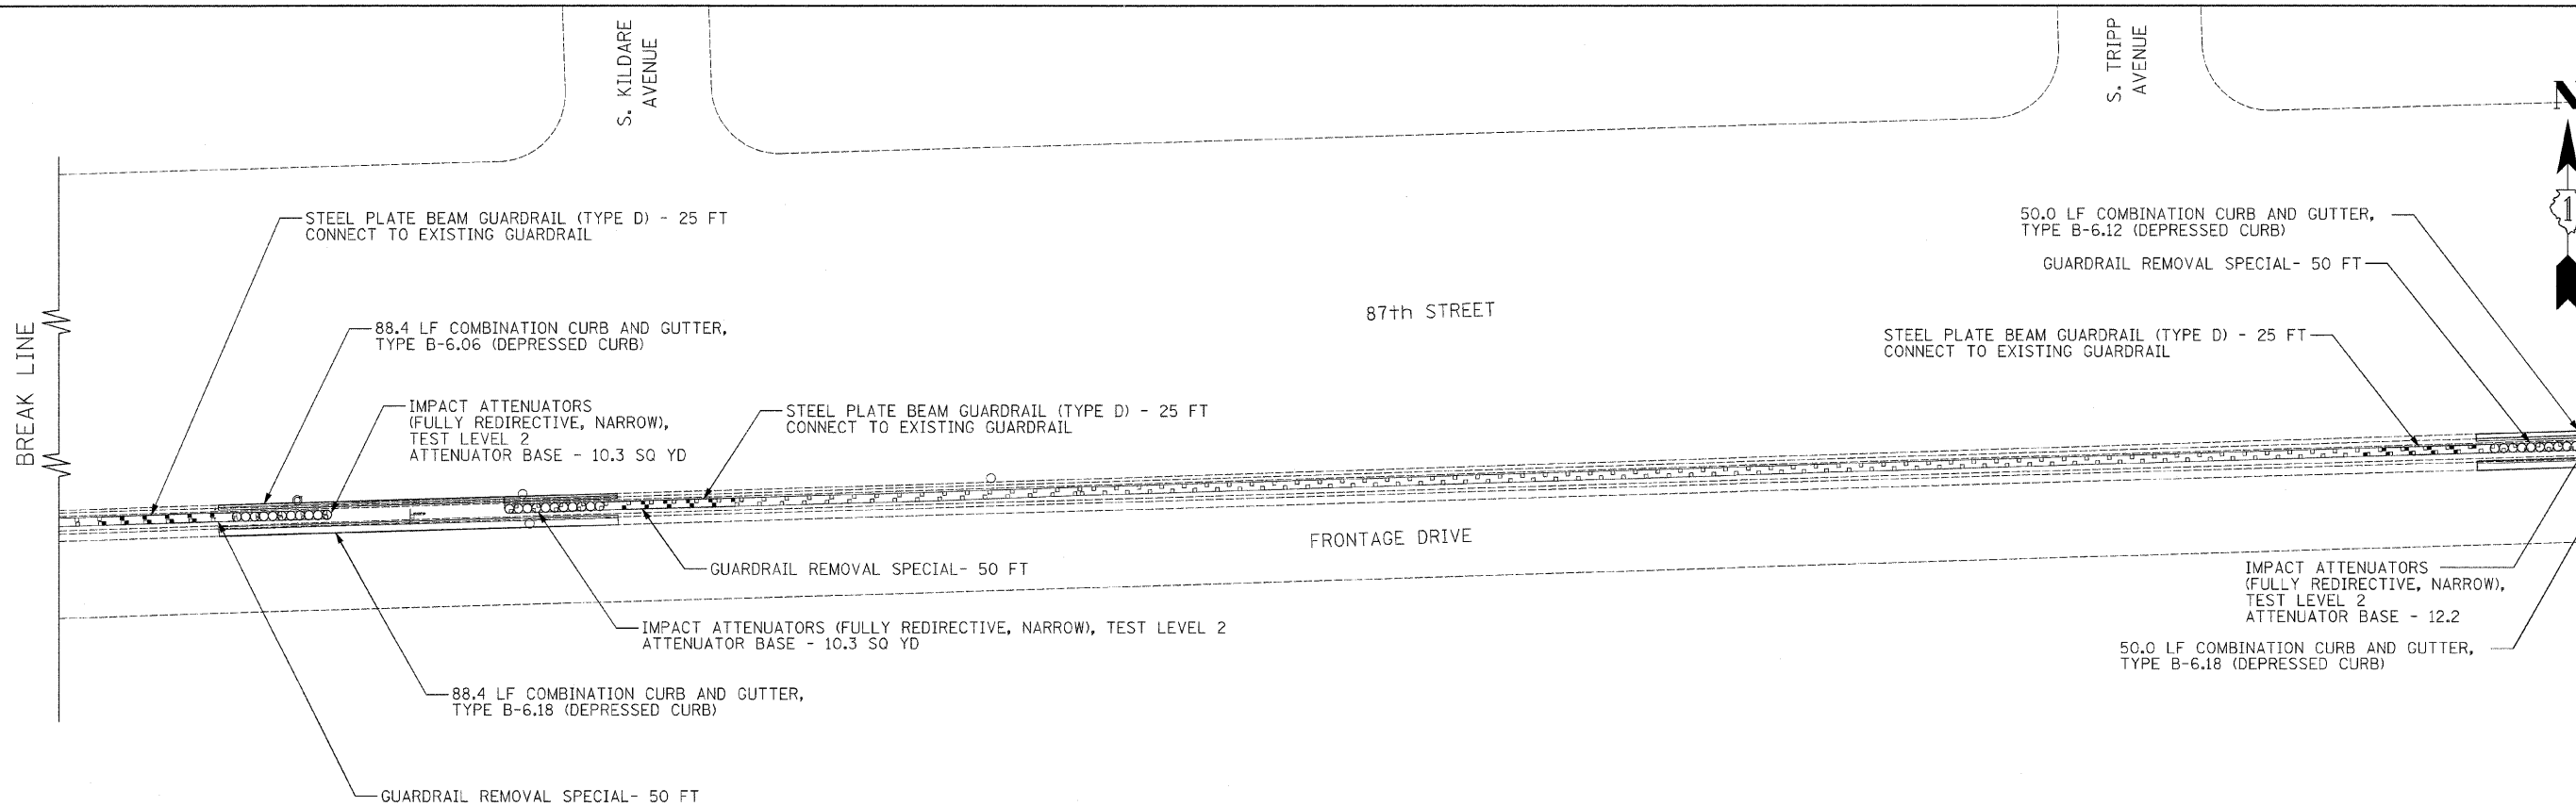 S. KILDARE
AVENUE
S. TRIPP
AVENUE
N
1
STEEL PLATE BEAM GUARDRAIL (TYPE D) - 25 FT
CONNECT TO EXISTING GUARDRAIL
50.0 LF COMBINATION CURB AND GUTTER,
TYPE B-6.12 (DEPRESSED CURB)
GUARDRAIL REMOVAL SPECIAL- 50 FT
87th STREET
BREAK LINE
88.4 LF COMBINATION CURB AND GUTTER,
TYPE B-6.06 (DEPRESSED CURB)
STEEL PLATE BEAM GUARDRAIL (TYPE D) - 25 FT
CONNECT TO EXISTING GUARDRAIL
IMPACT ATTENUATORS
(FULLY REDIRECTIVE, NARROW),
TEST LEVEL 2
ATTENUATOR BASE - 10.3 SQ YD
STEEL PLATE BEAM GUARDRAIL (TYPE D) - 25 FT
CONNECT TO EXISTING GUARDRAIL
FRONTAGE DRIVE
GUARDRAIL REMOVAL SPECIAL- 50 FT
IMPACT ATTENUATORS
(FULLY REDIRECTIVE, NARROW),
TEST LEVEL 2
ATTENUATOR BASE - 12.2
IMPACT ATTENUATORS (FULLY REDIRECTIVE, NARROW), TEST LEVEL 2
ATTENUATOR BASE - 10.3 SQ YD
50.0 LF COMBINATION CURB AND GUTTER,
TYPE B-6.18 (DEPRESSED CURB)
88.4 LF COMBINATION CURB AND GUTTER,
TYPE B-6.18 (DEPRESSED CURB)
GUARDRAIL REMOVAL SPECIAL- 50 FT